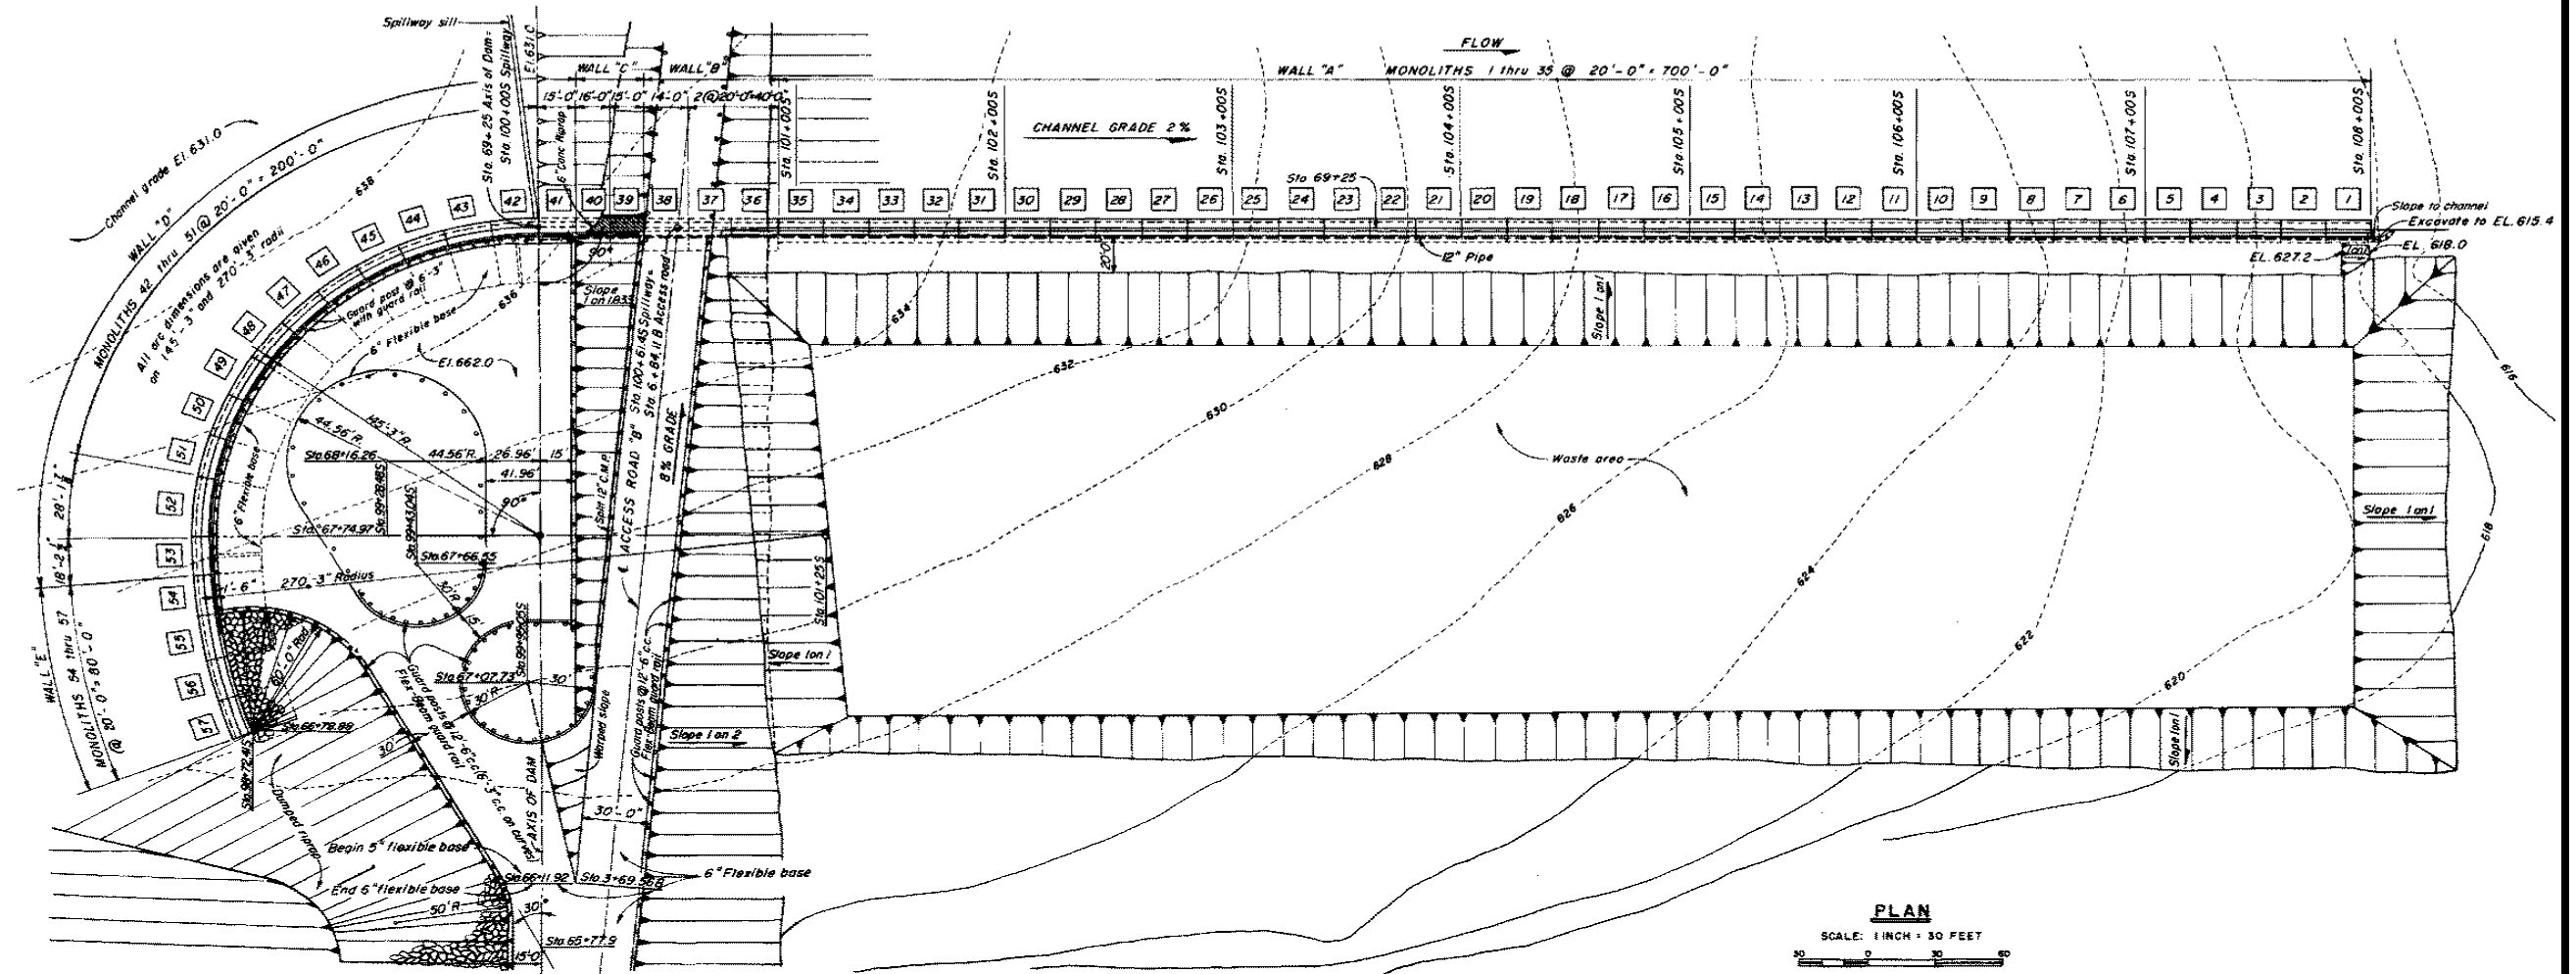 Spillway sill
Sta. 69+25 Axis of Dam=
Sta. 100+00S Spillway
El. 631.0
WALL "C"
WALL "B"
15'-0" 16'-0" 15'-0" 14'-0" 2@20'-0"=40'-0"
6" Conc. Riprap
FLOW
WALL "A" MONOLITHS 1 thru 35 @ 20'-0" = 700'-0"
CHANNEL GRADE 2%
Sta. 101+00S
Sta. 102+00S
Sta. 103+00S
Sta. 104+00S
Sta. 105+00S
Sta. 106+00S
Sta. 107+00S
Sta. 108+00S
Channel grade El. 631.0
WALL "D"
MONOLITHS 42 thru 51 @ 20'-0" = 200'-0"
All arc dimensions are given
on 145'-3" and 270'-3" radii
638
57 56 55 54 53 52 51 50 49 48 47 46 45 44 43 42 41 40 39 38 37 36 35 34 33 32 31 30 29 28 27 26 25 24 23 22 21 20 19 18 17 16 15 14 13 12 11 10 9 8 7 6 5 4 3 2 1
Sta 69+25
Slope to channel
Excavate to EL. 615.4
EL. 618.0
EL. 627.2
1 on 1
12" Pipe
20'0"
90°
Guard post @ 6'-3"
with guard rail
636
6" Flexible base
El. 662.0
Slope
1 on 1.833
Sta. 100+61.45 Spillway=
Sta. 6+84.11 B Access road
634
632
630
628
626
624
622
620
618
616
Slope 1 on 1
Waste area
Slope 1 on 1
44.56' R.
145'-3" R.
Sta. 68+16.26
44.56' R.
26.96'
15'
41.96'
90°
6" Flexible base
Sta. 99+28.48S
Sta. 99+43.04S
Sta. 67+74.97
Sta. 67+66.55
Split 12" C.M.P.
ACCESS ROAD "B"
8% GRADE
28'-1
18'-2
1'-6"
270'-3" Radius
30' R.
15'
Sta. 101+25S
Sta. 99+95.05S
60'-0" Rad.
WALL "E"
MONOLITHS 54 thru 57
@ 20'-0" = 80'-0"
Sta. 67+07.73
30' R.
30'
Slope 1 on 1
Slope 1 on 2
Slope 1 on 1
Sta. 66+78.89
Sta. 98+72.41S
Guard posts @ 12'-6" c.c. (6'-3" c.c. on curves)
Flex-Beam guard rail
Guard posts @ 12'-6" c.c.
Flex-Beam guard rail
Warped slope
30'
AXIS OF DAM
30'-0"
Dumped riprap
Begin 5" flexible base
End 6" flexible base
Sta. 66+11.92
Sta. 3+69.56B
6" Flexible base
50' R.
30°
Sta. 65+77.9
15'-0"
PLAN
SCALE: 1 INCH = 30 FEET
30 0 30 60